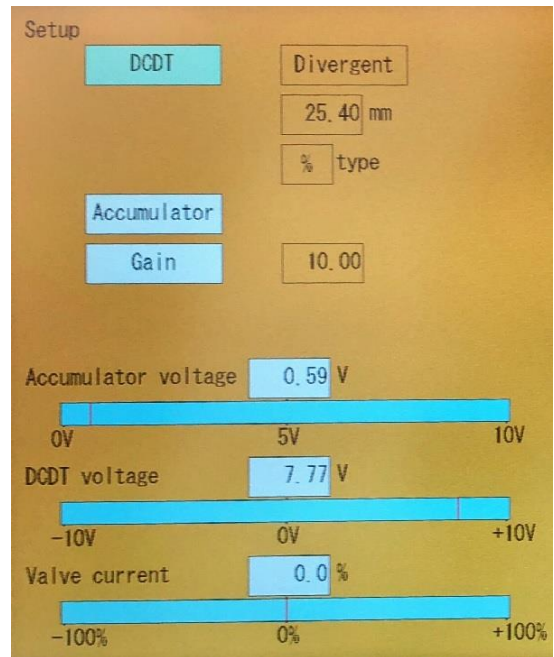 Setup
DCDT Divergent
25.40 mm
% type
Accumulator
Gain 10.00
Accumulator voltage 0.59 V
0V 5V 10V
DCDT voltage 7.77 V
-10V 0V +10V
Valve current 0.0 %
-100% 0% +100%